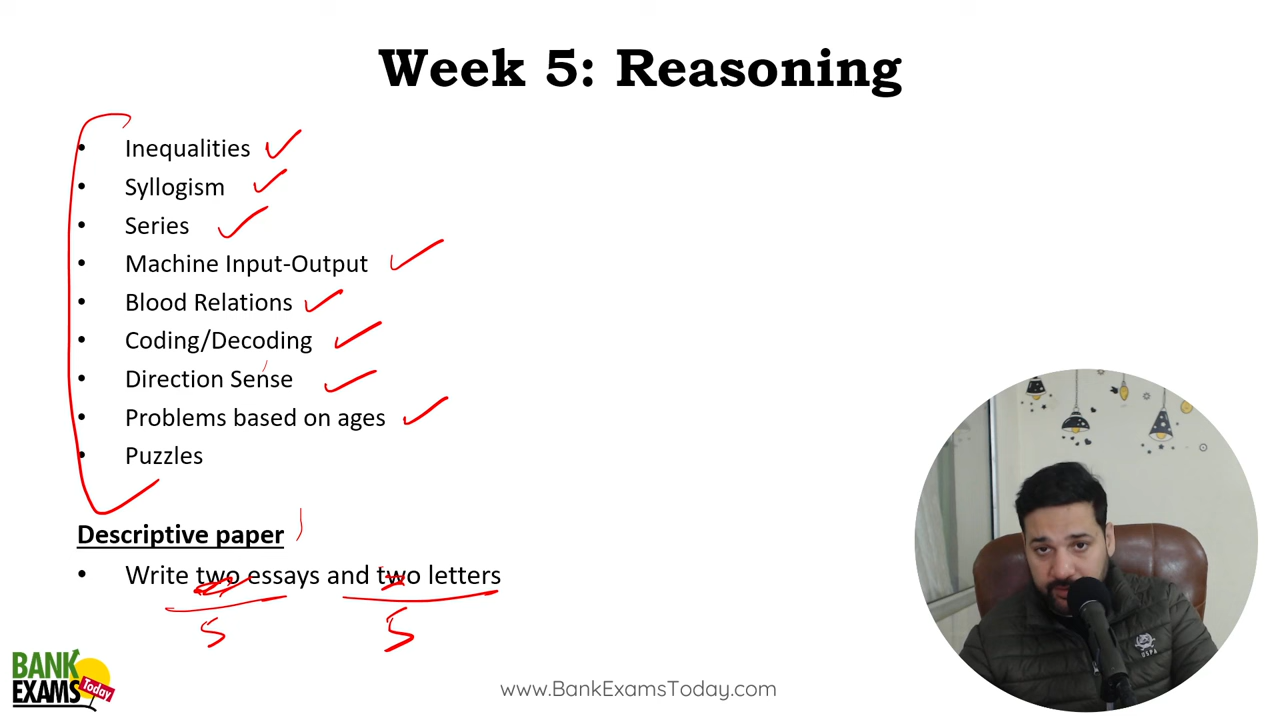 Week 5: Reasoning
• Inequalities
• Syllogism
• Series
• Machine Input-Output
• Blood Relations
• Coding/Decoding
• Direction Sense
• Problems based on ages
• Puzzles
Descriptive paper
• Write two essays and two letters
5 5
BANK
EXAMS Today
www.BankExamsToday.com
USPA